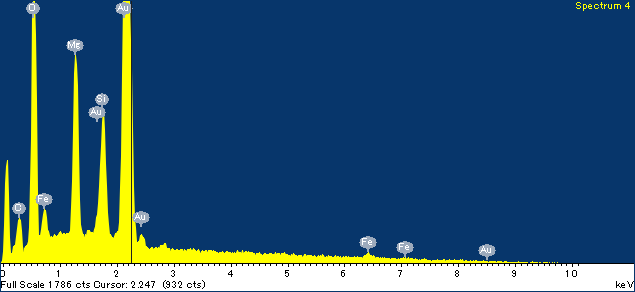 Spectrum 4
O Au
Mg
Si
Au
Fe
C
Au
Fe Fe Au
0 1 2 3 4 5 6 7 8 9 10
Full Scale 1786 cts Cursor: 2.247 (932 cts) keV